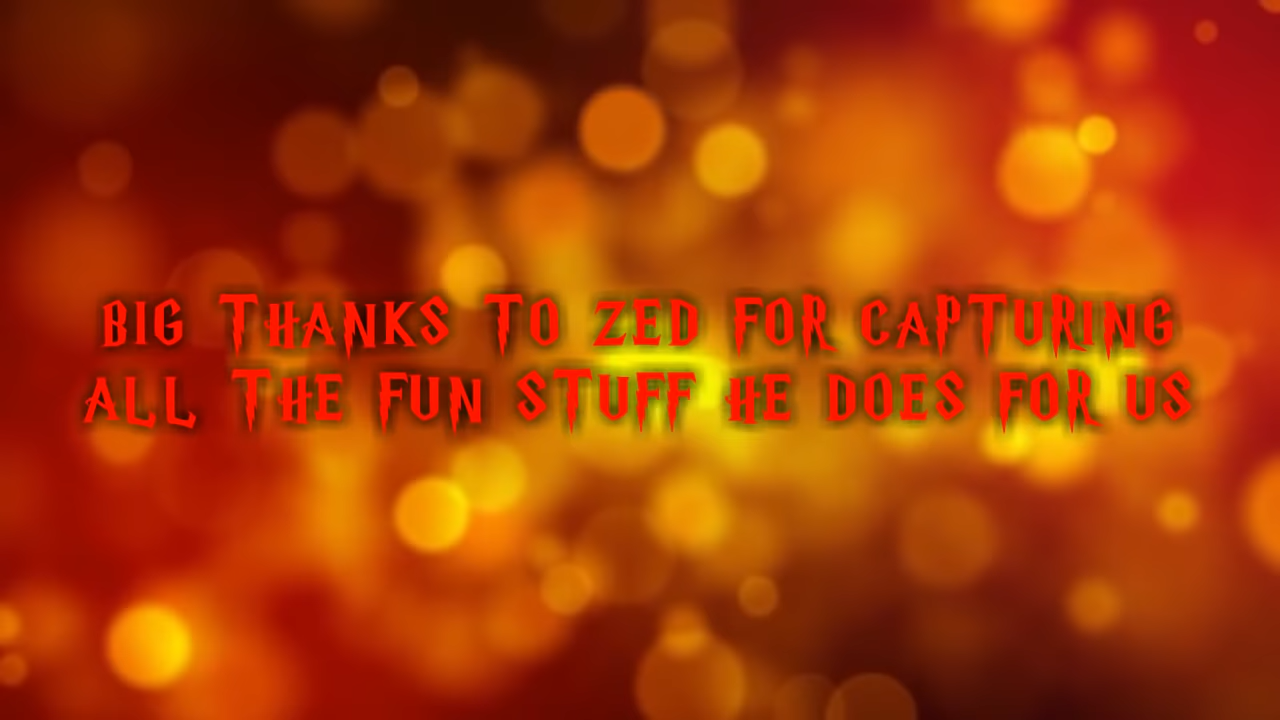 BIG THANKS TO ZED FOR CAPTURING
ALL THE FUN STUFF HE DOES FOR US